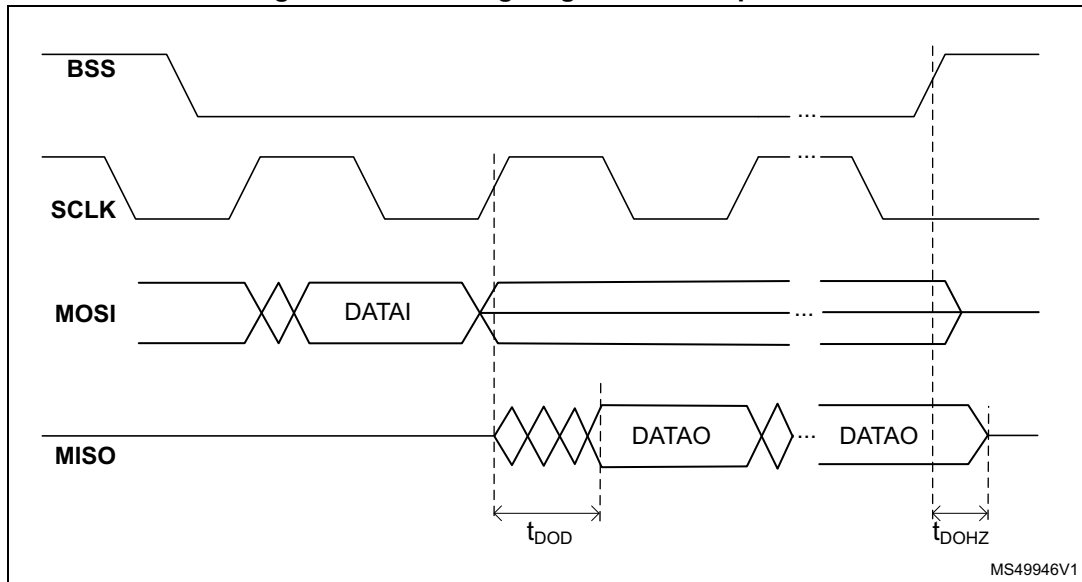 BSS
...
...
SCLK
MOSI
DATAI
...
MISO
DATAO
...
DATAO
tDOD
tDOHZ
MS49946V1